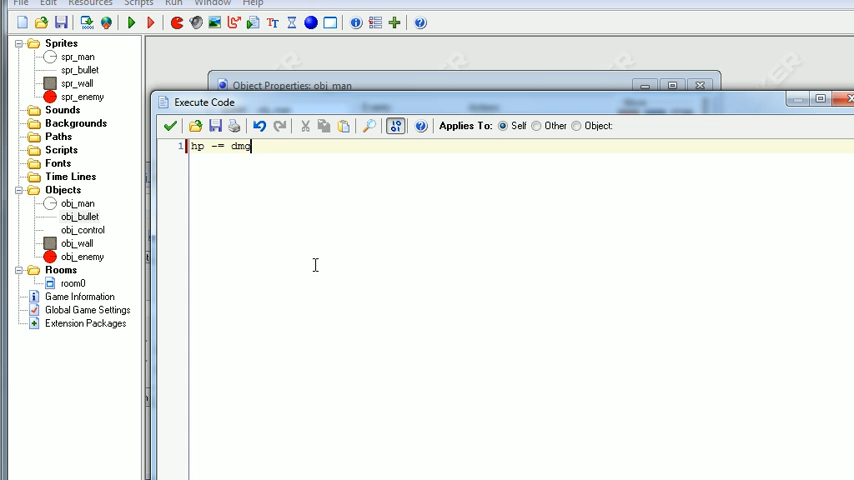 File Edit Resources Scripts Run Window Help
Sprites
spr_man
spr_bullet
spr_wall
spr_enemy
Sounds
Backgrounds
Paths
Scripts
Fonts
Time Lines
Objects
obj_man
obj_bullet
obj_control
obj_wall
obj_enemy
Rooms
room0
Game Information
Global Game Settings
Extension Packages
Object Properties: obj_man
Execute Code
Applies To: Self Other Object:
1 hp -= dmg